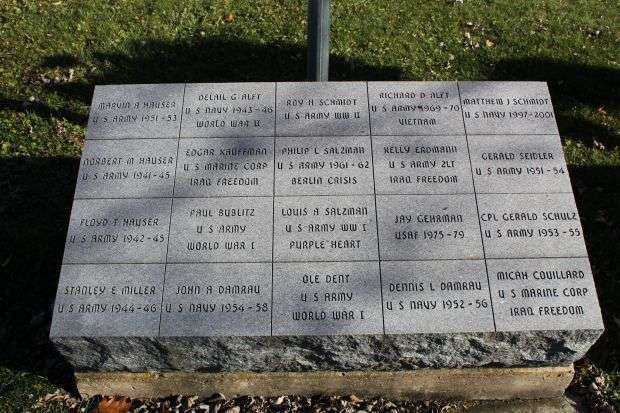 MARVIN A HAUSER
U S ARMY 1951-53
DELAIL G ALFT
U S NAVY 1943-46
WORLD WAR II
ROY H SCHMIDT
U S ARMY WW II
RICHARD D ALFT
U S ARMY 1969-70
VIETNAM
MATTHEW J SCHMIDT
U S NAVY 1997-2001
NORBERT M HAUSER
U S ARMY 1941-45
EDGAR KAUFFMAN
U S MARINE CORP
IRAQ FREEDOM
PHILIP L SALZMAN
U S ARMY 1961-62
BERLIN CRISIS
KELLY ERDMANN
U S ARMY 2LT
IRAQ FREEDOM
GERALD SEIDLER
U S ARMY 1951-54
FLOYD T HAUSER
U S ARMY 1942-45
PAUL BUBLITZ
U S ARMY
WORLD WAR I
LOUIS A SALZMAN
U S ARMY WW I
PURPLE HEART
JAY GEHRMAN
USAF 1975-79
CPL GERALD SCHULZ
U S ARMY 1953-55
STANLEY E MILLER
U S ARMY 1944-46
JOHN A DAMRAU
U S NAVY 1954-58
OLE DENT
U S ARMY
WORLD WAR I
DENNIS L DAMRAU
U S NAVY 1952-56
MICAH COUILLARD
U S MARINE CORP
IRAQ FREEDOM